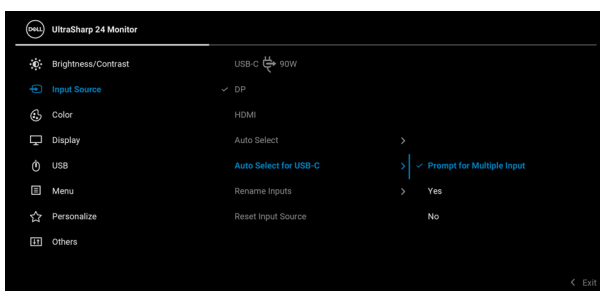 DELL UltraSharp 24 Monitor
Brightness/Contrast
USB-C 90W
Input Source
DP
Color
HDMI
Display
Auto Select
USB
Auto Select for USB-C
Prompt for Multiple Input
Menu
Rename Inputs
Yes
Personalize
Reset Input Source
No
Others
Exit